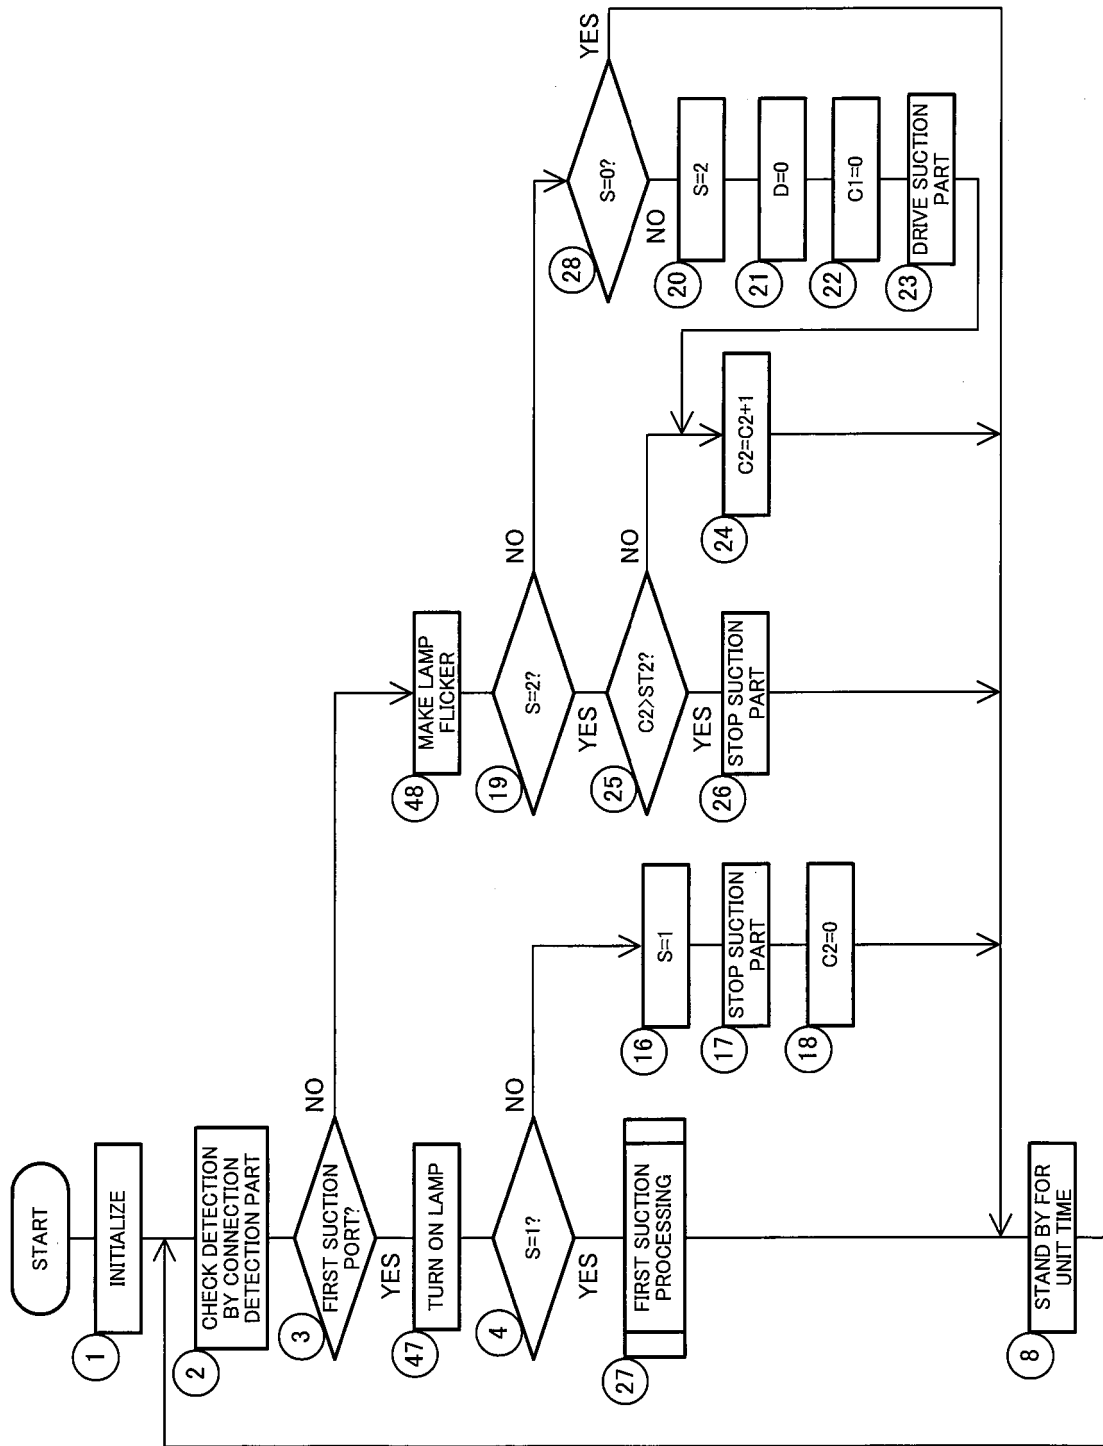 START
1
INITIALIZE
2
CHECK DETECTION
BY CONNECTION
DETECTION PART
3
FIRST SUCTION
PORT?
YES
NO
47
TURN ON LAMP
4
S=1?
YES
NO
27
FIRST SUCTION
PROCESSING
16
S=1
17
STOP SUCTION
PART
18
C2=0
48
MAKE LAMP
FLICKER
19
S=2?
YES
NO
25
C2>ST2?
YES
NO
26
STOP SUCTION
PART
24
C2=C2+1
28
S=0?
YES
NO
20
S=2
21
D=0
22
C1=0
23
DRIVE SUCTION
PART
8
STAND BY FOR
UNIT TIME